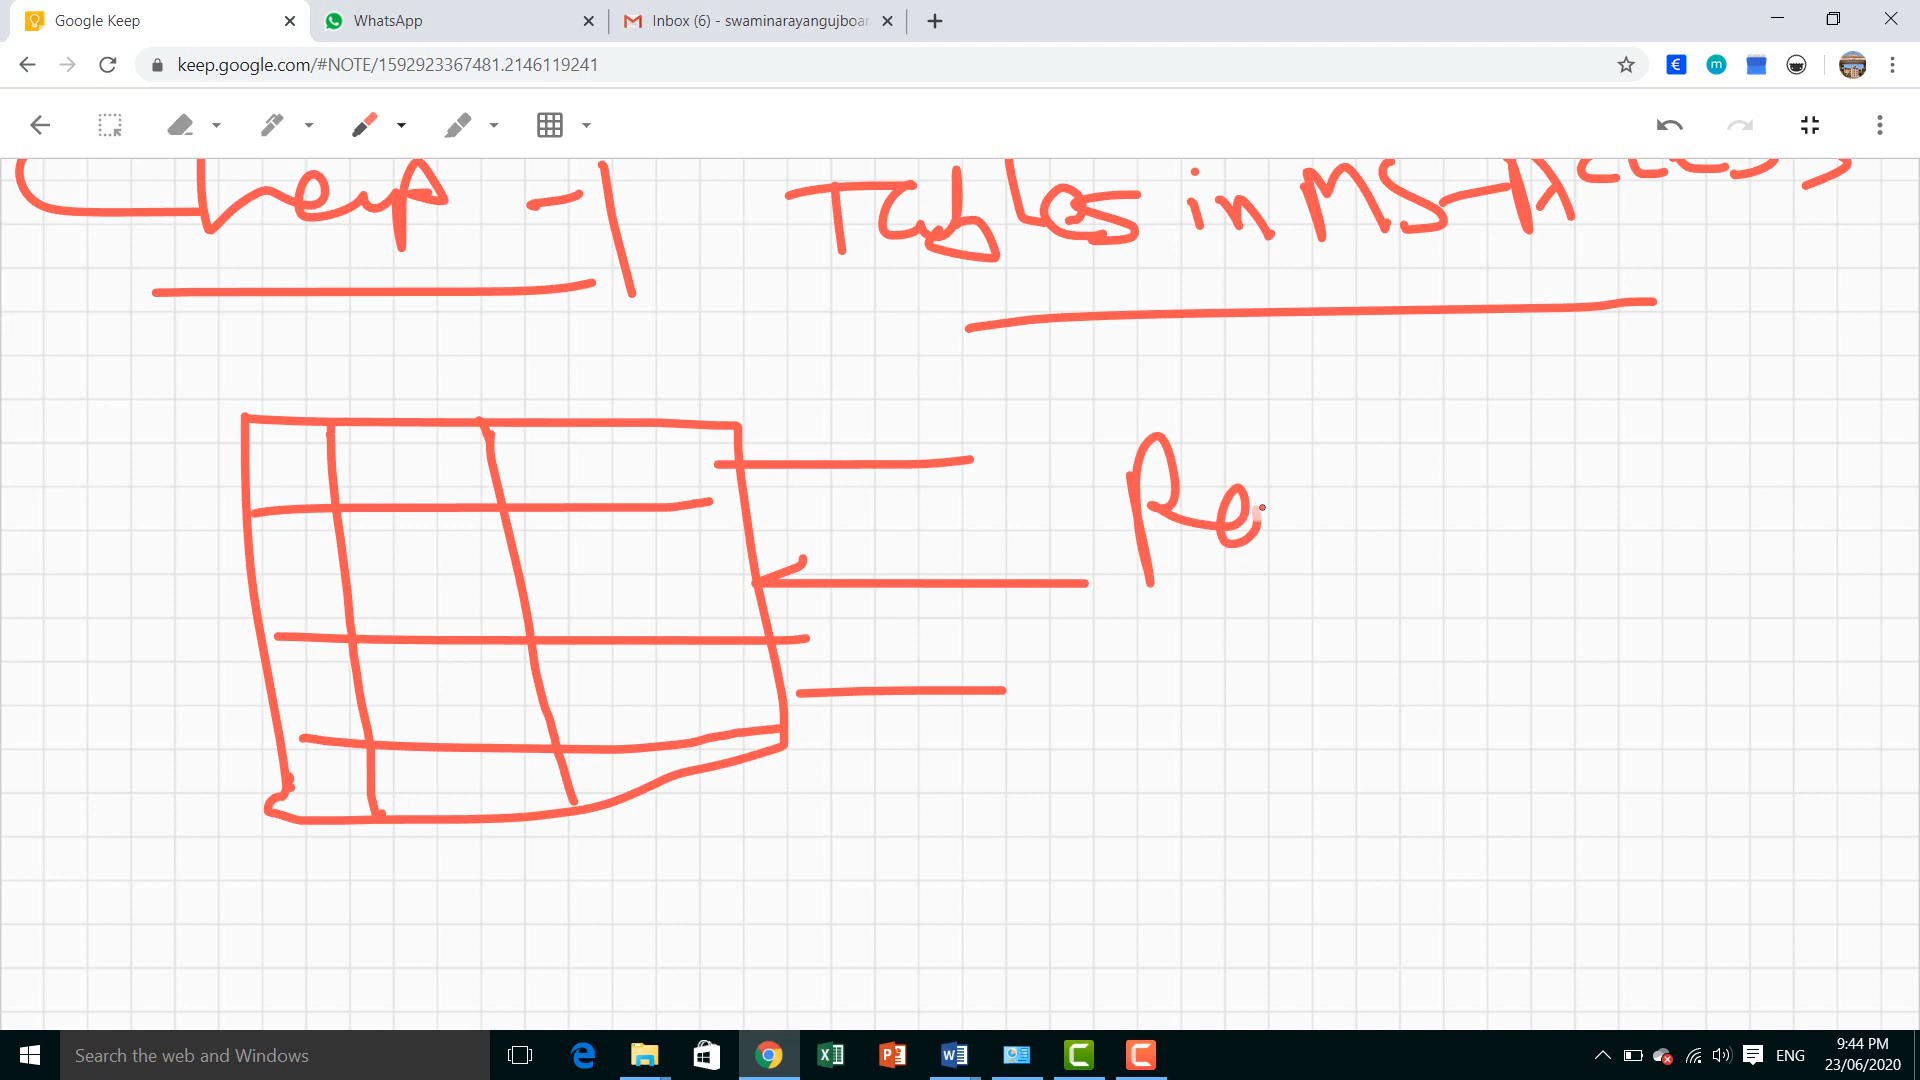 Google Keep
WhatsApp
Inbox (6) - swaminarayangujboar
keep.google.com/#NOTE/1592923367481.2146119241
€
m
Chap -1 Tables in MS-Access
Re
Search the web and Windows
ENG
9:44 PM
23/06/2020